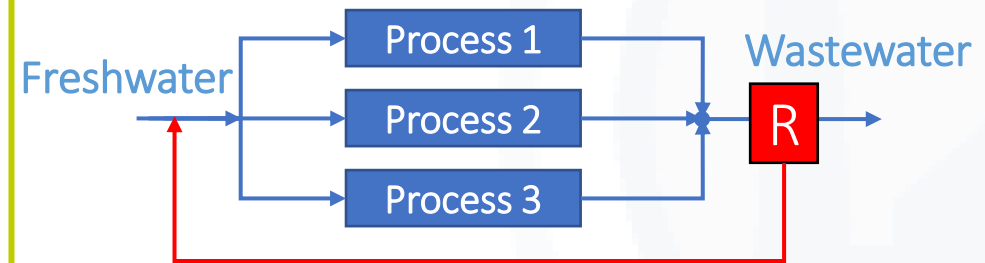 Process 1
Wastewater
Freshwater
Process 2
R
Process 3